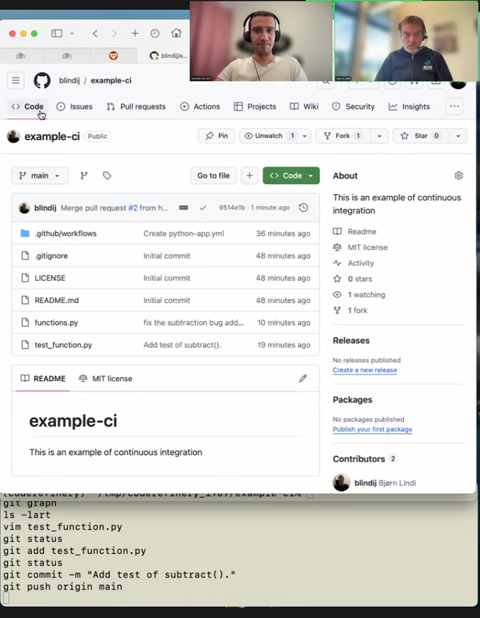 blindij/e...
blindij / example-ci
Code Issues Pull requests Actions Projects Wiki Security Insights ...
example-ci Public Pin Unwatch 1 Fork 1 Star 0
main Go to file + Code
About
This is an example of continuous
integration
Readme
MIT license
Activity
0 stars
1 watching
1 fork
Releases
No releases published
Create a new release
Packages
No packages published
Publish your first package
Contributors 2
blindij Bjørn Lindi
blindij Merge pull request #2 from h... 9514e1b · 1 minute ago
.github/workflows Create python-app.yml 36 minutes ago
.gitignore Initial commit 48 minutes ago
LICENSE Initial commit 48 minutes ago
README.md Initial commit 48 minutes ago
functions.py fix the subtraction bug add... 10 minutes ago
test_function.py Add test of subtract(). 19 minutes ago
README MIT license
example-ci
This is an example of continuous integration
git graph
ls -lart
vim test_function.py
git status
git add test_function.py
git status
git commit -m "Add test of subtract()."
git push origin main